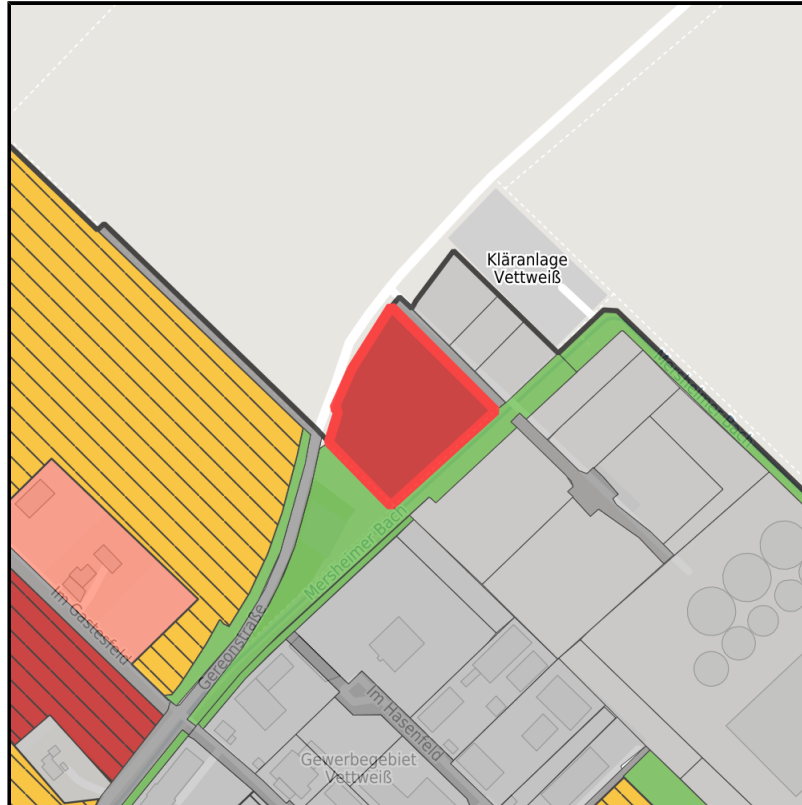 Kläranlage
Vettweiß
Mersheimer Bach
Mersheimer Bach
Im Gastesfeld
Gereonstraße
Im Hasenfeld
Gewerbegebiet
Vettweiß